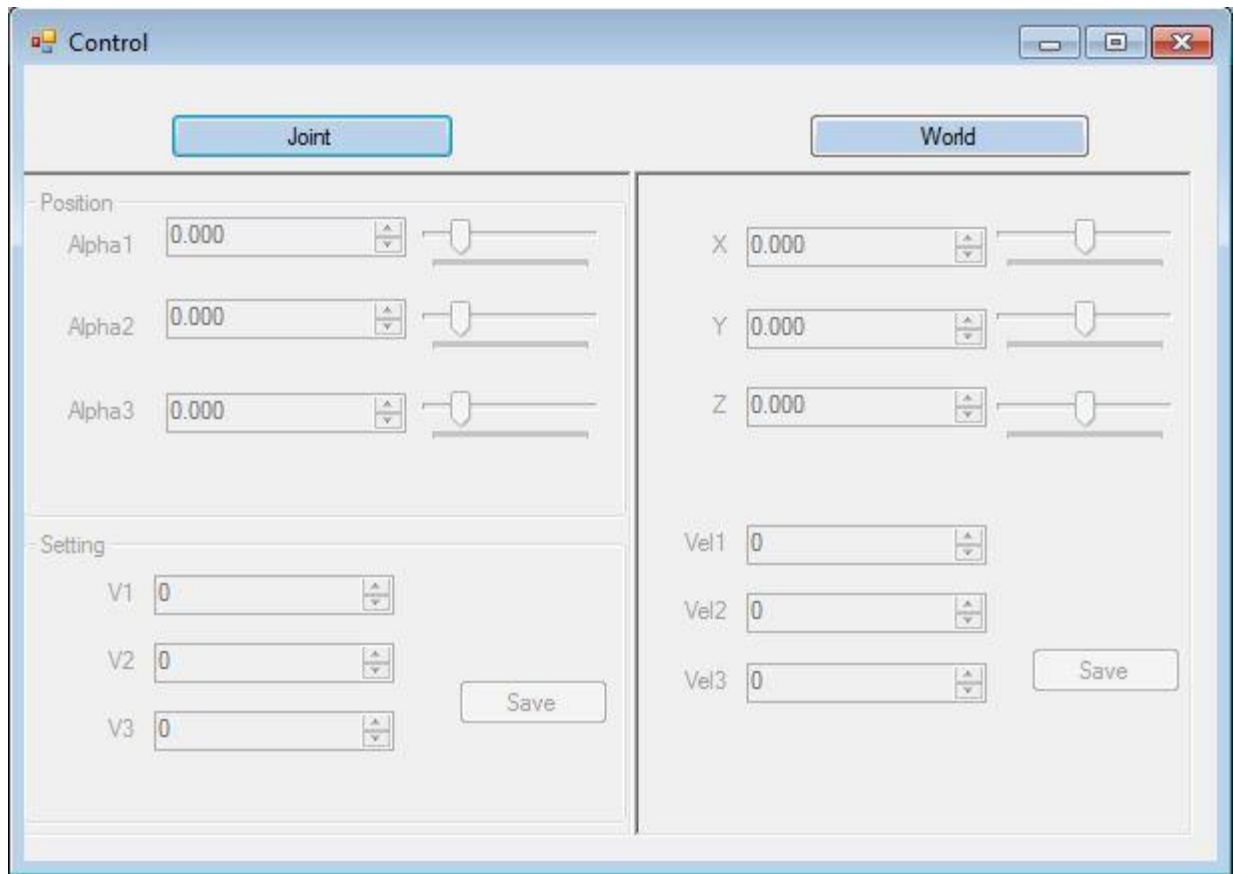 Control
Joint
World
Position
Alpha1 0.000
Alpha2 0.000
Alpha3 0.000
Setting
V1 0
V2 0
V3 0
Save
X 0.000
Y 0.000
Z 0.000
Vel1 0
Vel2 0
Vel3 0
Save